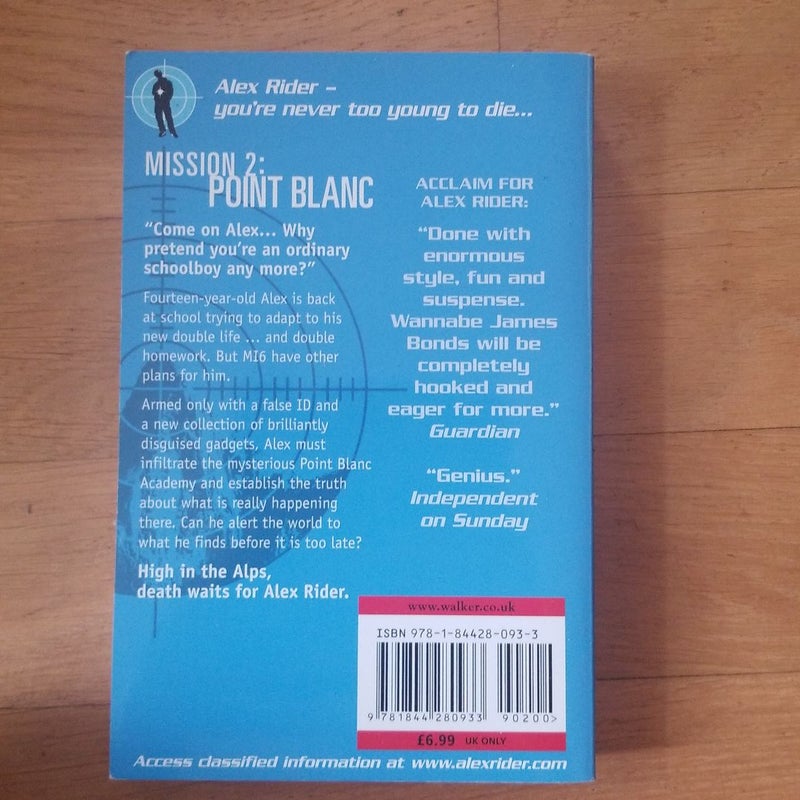 Alex Rider –
you're never too young to die...
MISSION 2:
POINT BLANC
"Come on Alex... Why
pretend you're an ordinary
schoolboy any more?"
Fourteen-year-old Alex is back
at school trying to adapt to his
new double life ... and double
homework. But MI6 have other
plans for him.
Armed only with a false ID and
a new collection of brilliantly
disguised gadgets, Alex must
infiltrate the mysterious Point Blanc
Academy and establish the truth
about what is really happening
there. Can he alert the world to
what he finds before it is too late?
High in the Alps,
death waits for Alex Rider.
ACCLAIM FOR
ALEX RIDER:
"Done with
enormous
style, fun and
suspense.
Wannabe James
Bonds will be
completely
hooked and
eager for more."
Guardian
"Genius."
Independent
on Sunday
www.walker.co.uk
ISBN 978-1-84428-093-3
9 781844 280933 90200>
£6.99 UK ONLY
Access classified information at www.alexrider.com